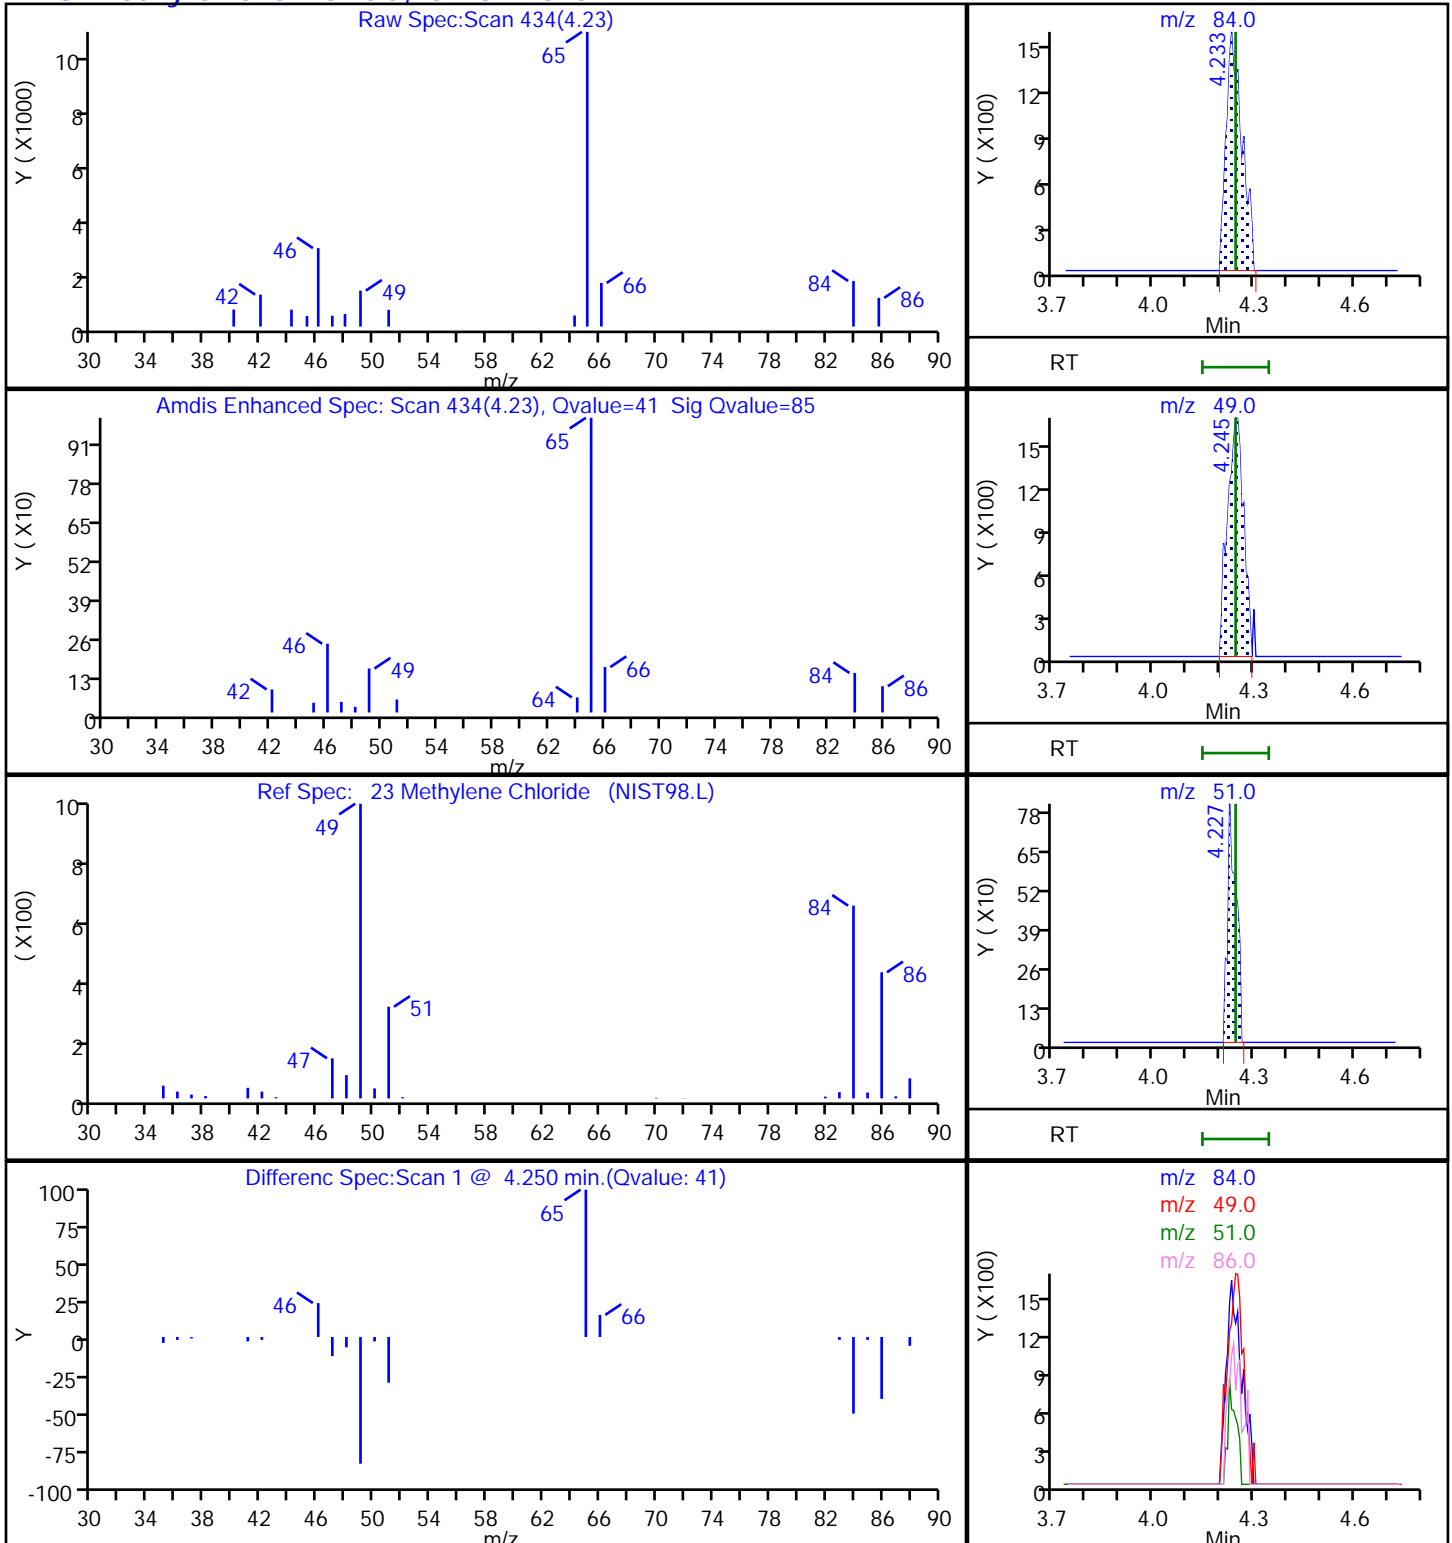 Raw Spec:Scan 434(4.23)
Y ( X1000)
10
8
6
4
2
0
65
46
42
49
66
84
86
30 34 38 42 46 50 54 58 62 66 70 74 78 82 86 90
m/z
m/z 84.0
Y ( X100)
15
12
9
6
3
0
4.233
3.7 4.0 4.3 4.6
Min
RT
Amdis Enhanced Spec: Scan 434(4.23), Qvalue=41 Sig Qvalue=85
Y ( X10)
91
78
65
52
39
26
13
0
65
46
42
49
64
66
84
86
30 34 38 42 46 50 54 58 62 66 70 74 78 82 86 90
m/z
m/z 49.0
Y ( X100)
15
12
9
6
3
0
4.245
3.7 4.0 4.3 4.6
Min
RT
Ref Spec: 23 Methylene Chloride (NIST98.L)
( X100)
10
8
6
4
2
0
49
84
86
51
47
30 34 38 42 46 50 54 58 62 66 70 74 78 82 86 90
m/z 51.0
Y ( X10)
78
65
52
39
26
13
0
4.227
3.7 4.0 4.3 4.6
Min
RT
Differenc Spec:Scan 1 @ 4.250 min.(Qvalue: 41)
Y
100
75
50
25
0
-25
-50
-75
-100
65
46
66
30 34 38 42 46 50 54 58 62 66 70 74 78 82 86 90
m/z
m/z 84.0
m/z 49.0
m/z 51.0
m/z 86.0
Y ( X100)
15
12
9
6
3
0
3.7 4.0 4.3 4.6
Min